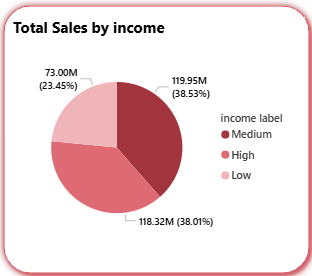 Total Sales by income
73.00M
(23.45%)
119.95M
(38.53%)
income label
Medium
High
Low
118.32M (38.01%)